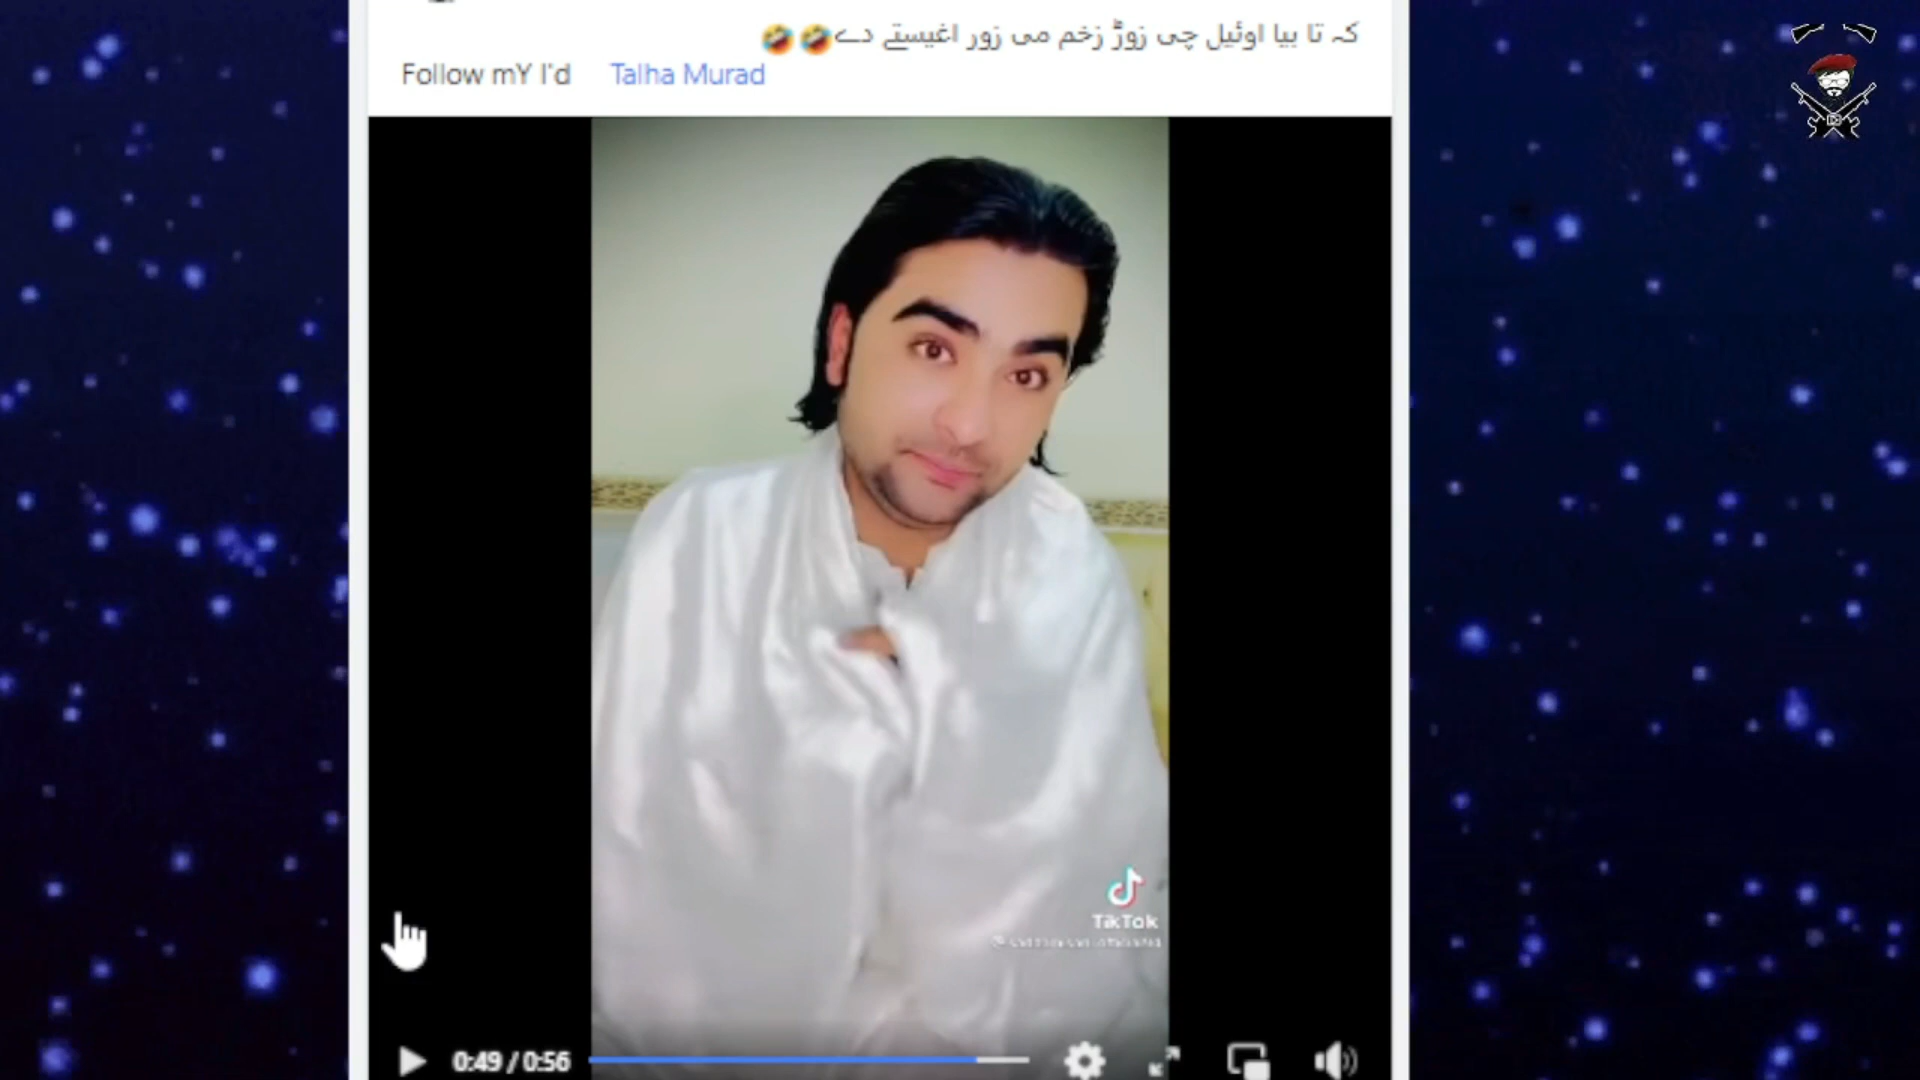 که تا بیا اوئیل چی زوړ زخم می زور اغیستے دے🤣🤣
Follow mY I'd Talha Murad
TikTok
0:49 / 0:56